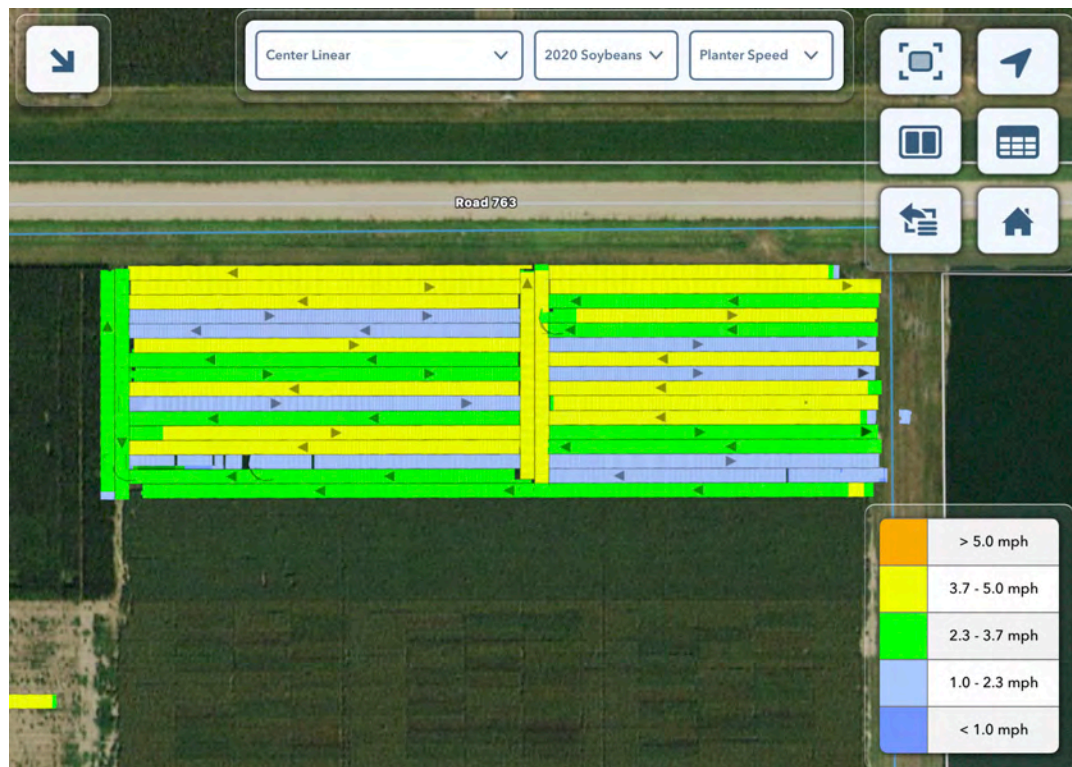 Center Linear
2020 Soybeans
Planter Speed
Road 763
> 5.0 mph
3.7 - 5.0 mph
2.3 - 3.7 mph
1.0 - 2.3 mph
< 1.0 mph